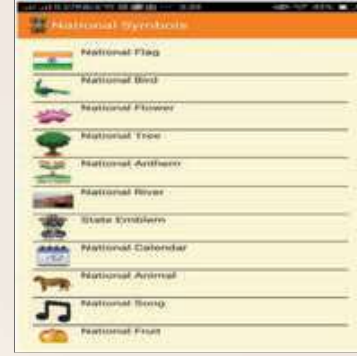 National Symbols
National Flag
National Bird
National Flower
National Tree
National Anthem
National River
State Emblem
National Calendar
National Animal
National Song
National Fruit